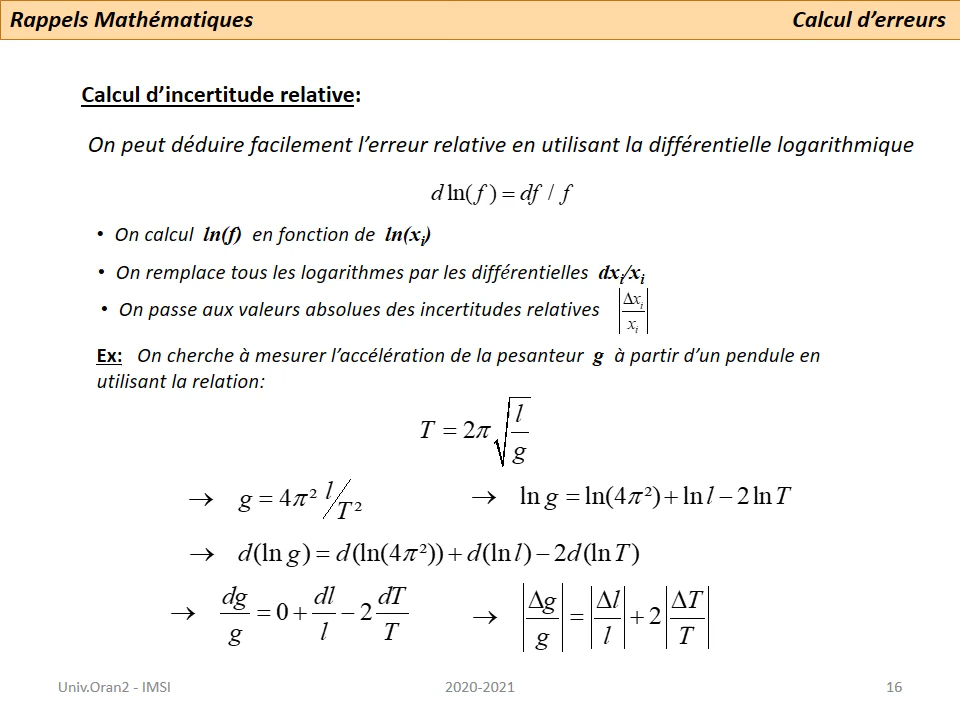 Rappels Mathématiques Calcul d'erreurs
Calcul d'incertitude relative:
On peut déduire facilement l'erreur relative en utilisant la différentielle logarithmique
d ln(f) = df / f
• On calcul ln(f) en fonction de ln(xᵢ)
• On remplace tous les logarithmes par les différentielles dxᵢ/xᵢ
• On passe aux valeurs absolues des incertitudes relatives |Δxᵢ/xᵢ|
Ex: On cherche à mesurer l'accélération de la pesanteur g à partir d'un pendule en
utilisant la relation:
T = 2π√(l/g)
→ g = 4π² l/T² → ln g = ln(4π²) + ln l − 2 ln T
→ d(ln g) = d(ln(4π²)) + d(ln l) − 2d(ln T)
→ dg/g = 0 + dl/l − 2 dT/T → |Δg/g| = |Δl/l| + 2|ΔT/T|
Univ.Oran2 - IMSI 2020-2021 16